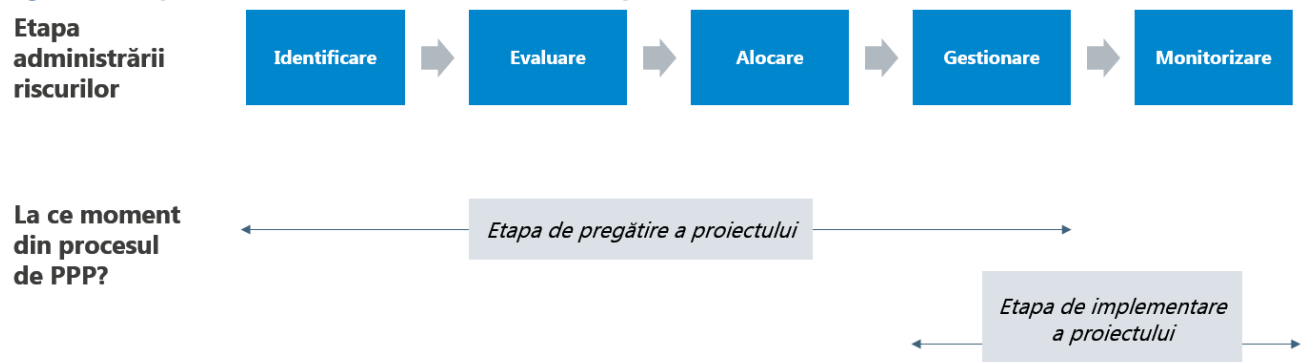 Etapa
administrării
riscurilor
Identificare
Evaluare
Alocare
Gestionare
Monitorizare
La ce moment
din procesul
de PPP?
Etapa de pregătire a proiectului
Etapa de implementare
a proiectului